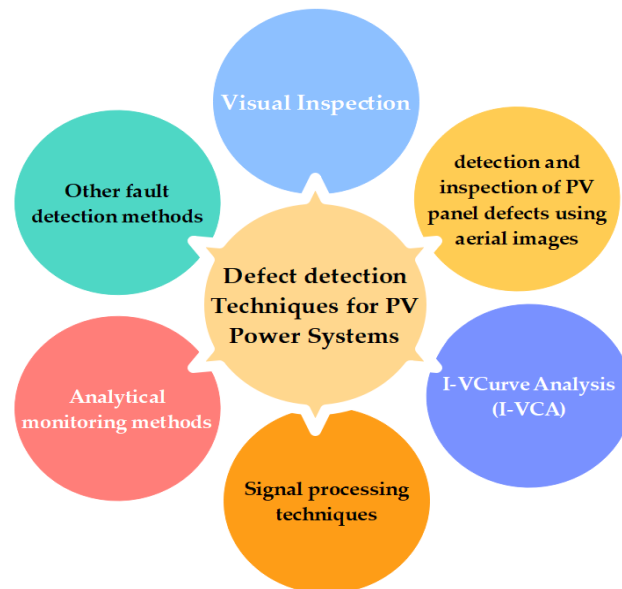 Visual Inspection
detection and
inspection of PV
panel defects using
aerial images
I-VCurve Analysis
(I-VCA)
Signal processing
techniques
Analytical
monitoring methods
Other fault
detection methods
Defect detection
Techniques for PV
Power Systems